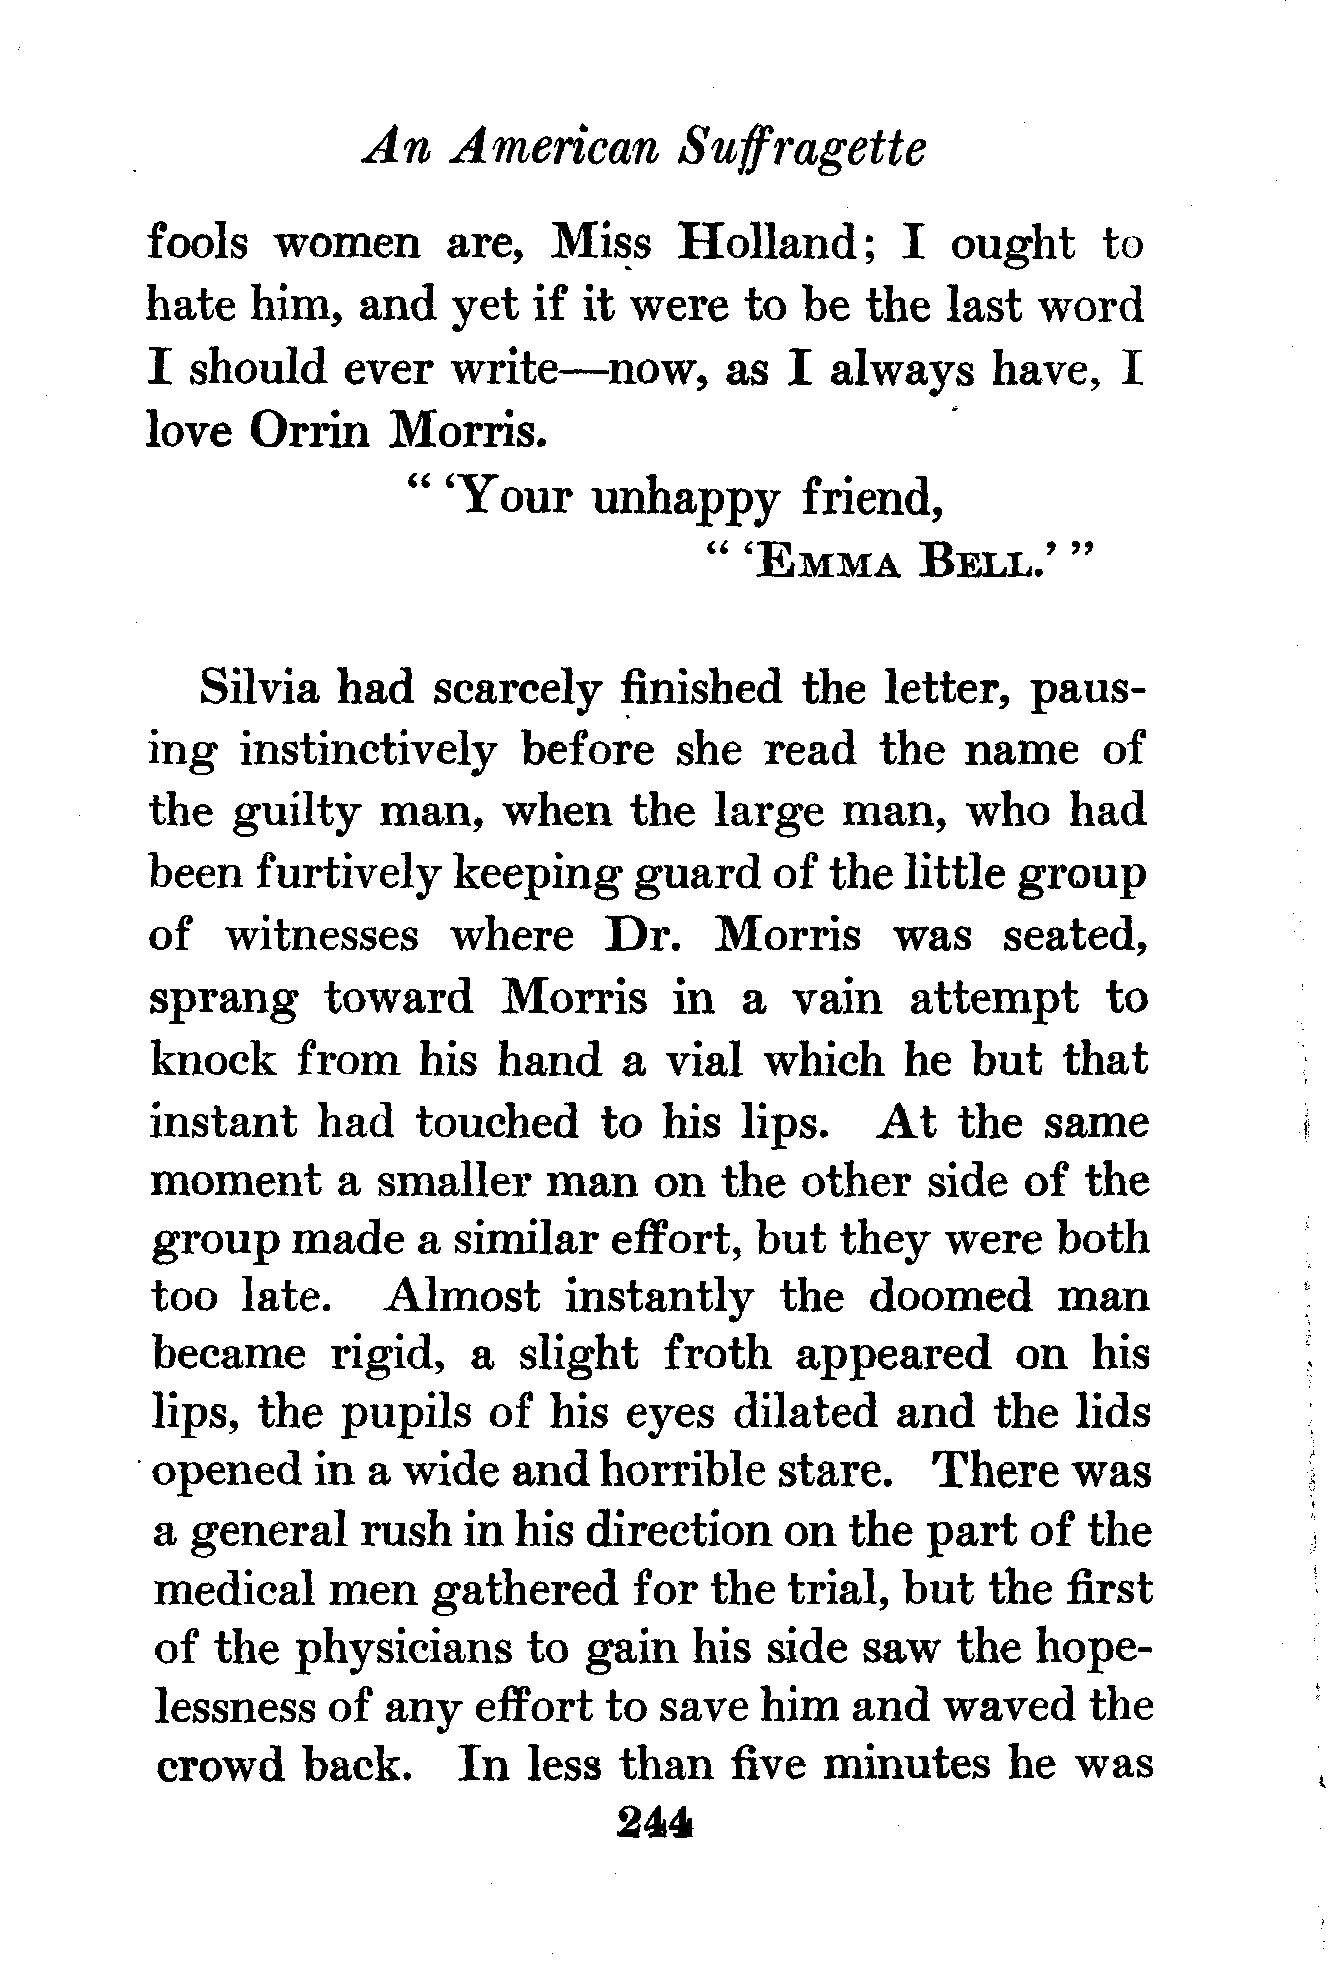 An American Suffragette
fools women are, Miss Holland; I ought to
hate him, and yet if it were to be the last word
I should ever write—now, as I always have, I
love Orrin Morris.
“ ‘Your unhappy friend,
“ ‘EMMA BELL.’ ”
Silvia had scarcely finished the letter, paus-
ing instinctively before she read the name of
the guilty man, when the large man, who had
been furtively keeping guard of the little group
of witnesses where Dr. Morris was seated,
sprang toward Morris in a vain attempt to
knock from his hand a vial which he but that
instant had touched to his lips. At the same
moment a smaller man on the other side of the
group made a similar effort, but they were both
too late. Almost instantly the doomed man
became rigid, a slight froth appeared on his
lips, the pupils of his eyes dilated and the lids
opened in a wide and horrible stare. There was
a general rush in his direction on the part of the
medical men gathered for the trial, but the first
of the physicians to gain his side saw the hope-
lessness of any effort to save him and waved the
crowd back. In less than five minutes he was
244